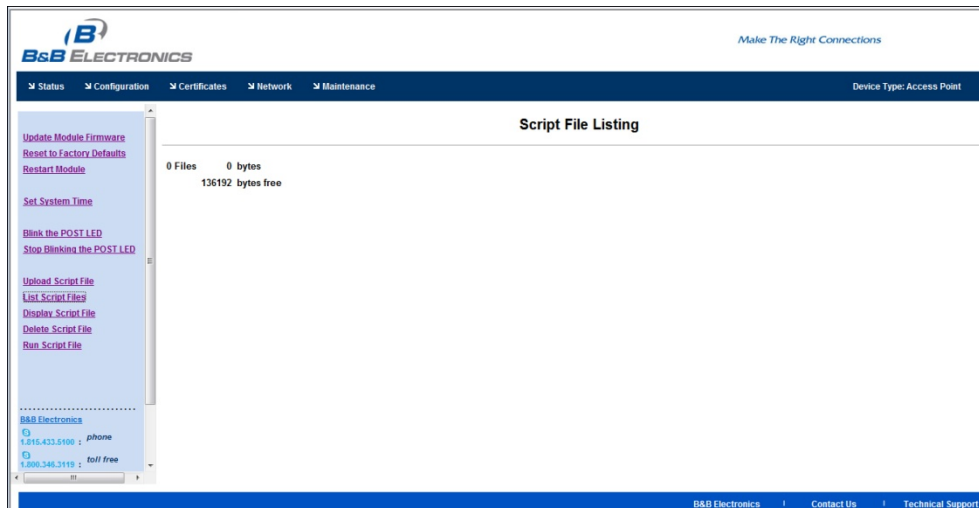 B
B&B ELECTRONICS
Make The Right Connections
Status Configuration Certificates Network Maintenance Device Type: Access Point
Update Module Firmware
Reset to Factory Defaults
Restart Module
Set System Time
Blink the POST LED
Stop Blinking the POST LED
Upload Script File
List Script Files
Display Script File
Delete Script File
Run Script File
B&B Electronics
1.815.433.5100 : phone
1.800.346.3119 : toll free
Script File Listing
0 Files 0 bytes
136192 bytes free
B&B Electronics | Contact Us | Technical Support